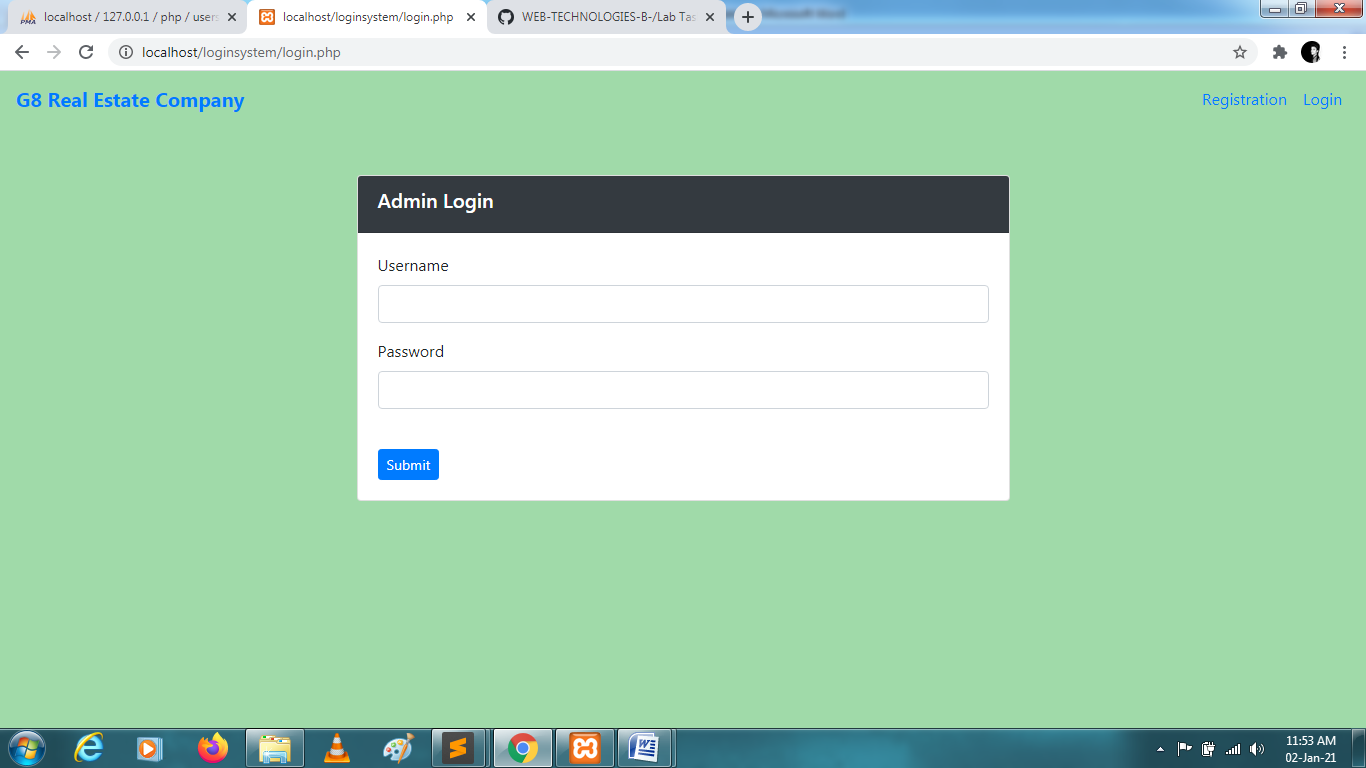 localhost / 127.0.0.1 / php / users
localhost/loginsystem/login.php
WEB-TECHNOLOGIES-B-/Lab Tas
Microsoft Word
localhost/loginsystem/login.php
G8 Real Estate Company
Registration
Login
Admin Login
Username
Password
Submit
11:53 AM
02-Jan-21